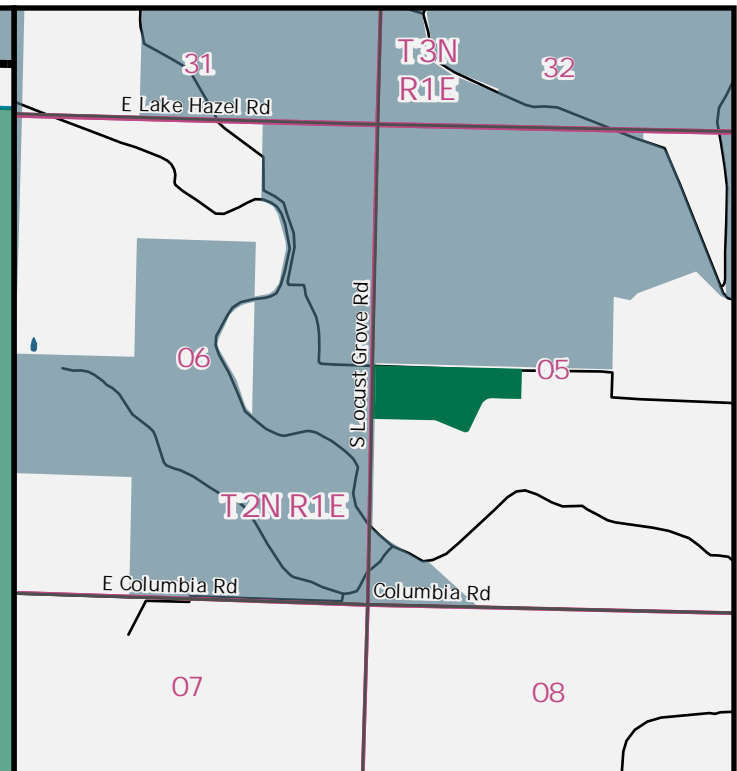 31
T3N
R1E
32
E Lake Hazel Rd
S Locust Grove Rd
06
05
T2N R1E
E Columbia Rd
Columbia Rd
07
08